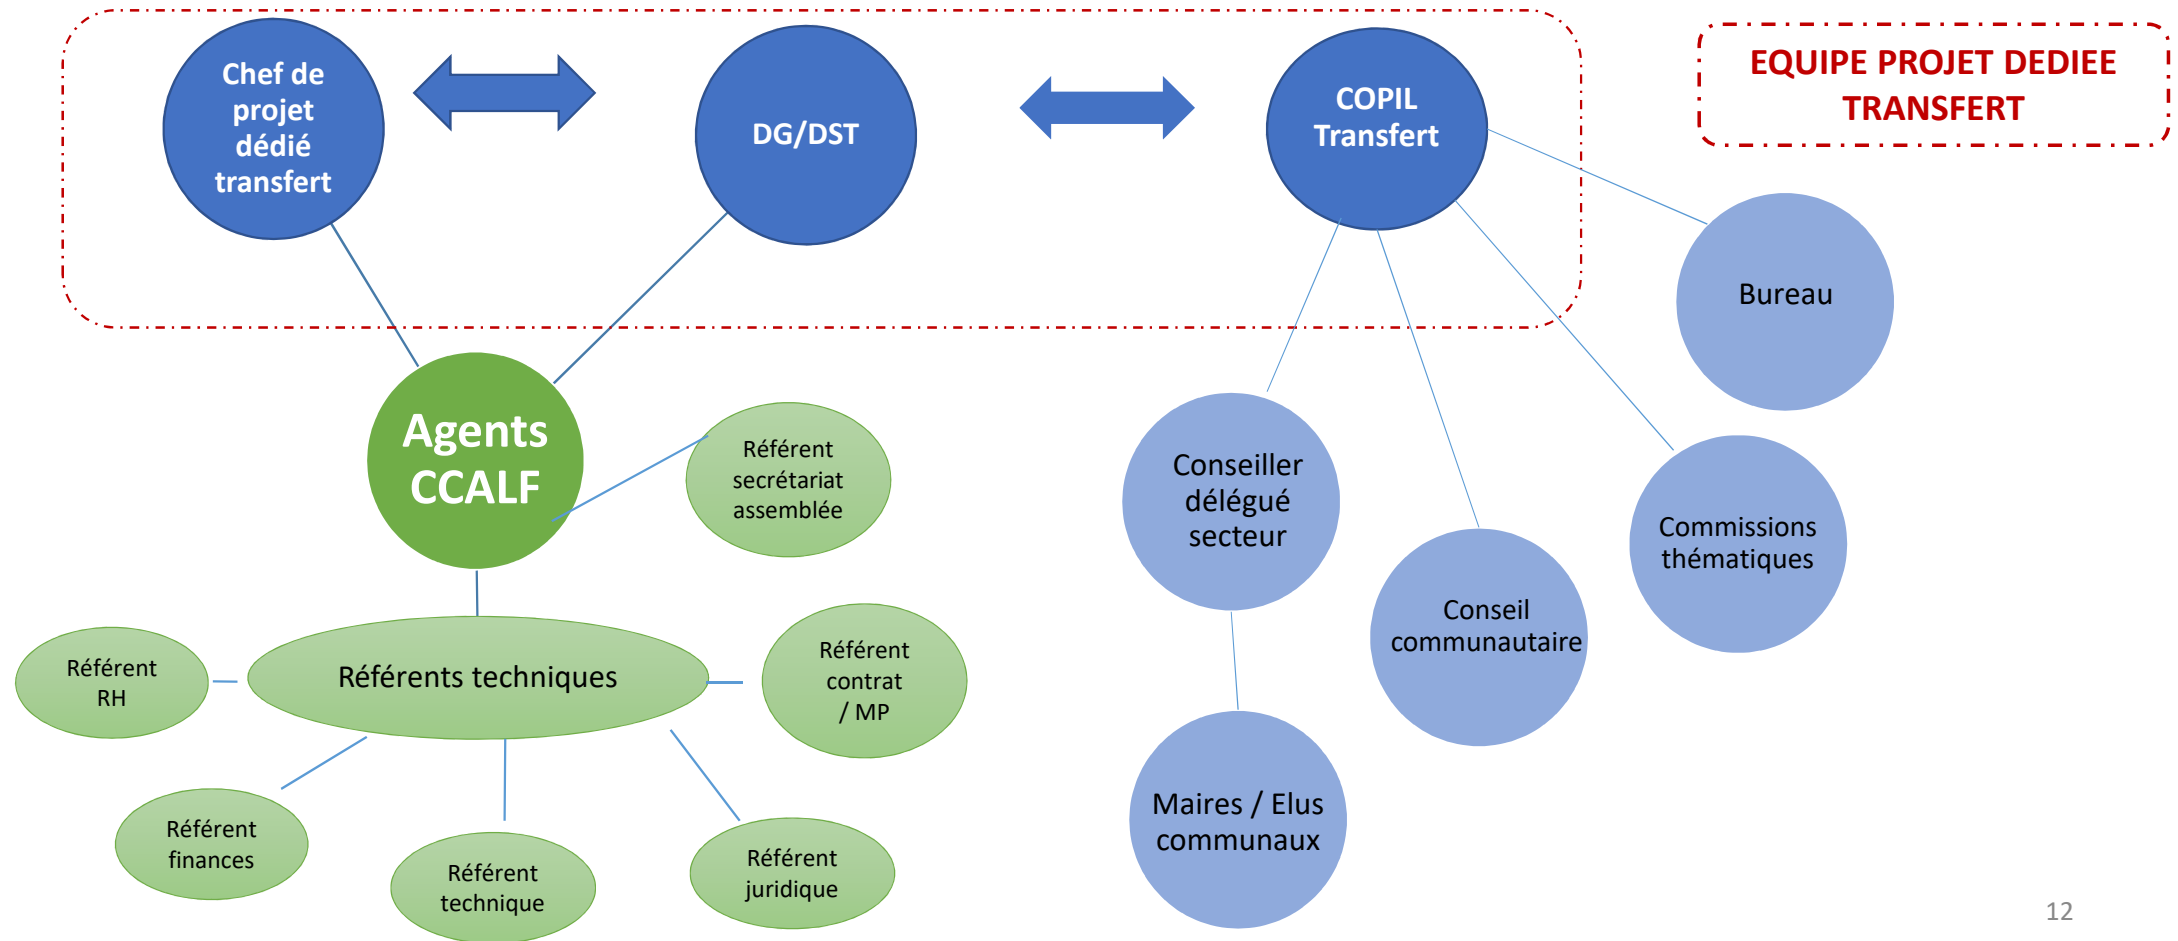 Chef de
projet
dédié
transfert
DG/DST
COPIL
Transfert
EQUIPE PROJET DEDIEE
TRANSFERT
Bureau
Agents
CCALF
Référent
secrétariat
assemblée
Conseiller
délégué
secteur
Commissions
thématiques
Conseil
communautaire
Référent
RH
Référents techniques
Référent
contrat
/ MP
Maires / Elus
communaux
Référent
finances
Référent
technique
Référent
juridique
12